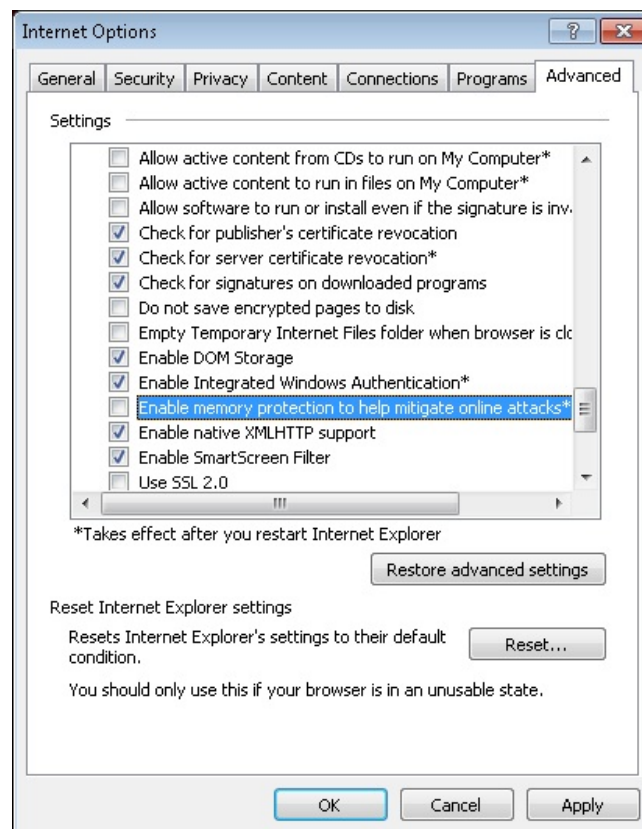 Internet Options
General Security Privacy Content Connections Programs Advanced
Settings
Allow active content from CDs to run on My Computer*
Allow active content to run in files on My Computer*
Allow software to run or install even if the signature is inv
Check for publisher's certificate revocation
Check for server certificate revocation*
Check for signatures on downloaded programs
Do not save encrypted pages to disk
Empty Temporary Internet Files folder when browser is clo
Enable DOM Storage
Enable Integrated Windows Authentication*
Enable memory protection to help mitigate online attacks*
Enable native XMLHTTP support
Enable SmartScreen Filter
Use SSL 2.0
*Takes effect after you restart Internet Explorer
Restore advanced settings
Reset Internet Explorer settings
Resets Internet Explorer's settings to their default
condition.
Reset...
You should only use this if your browser is in an unusable state.
OK Cancel Apply